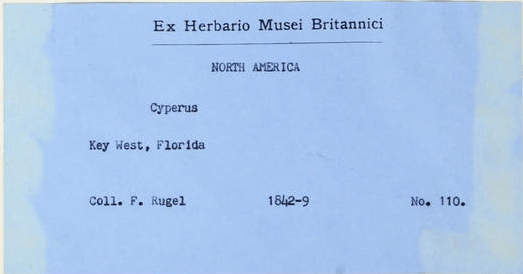 Ex Herbario Musei Britannici
NORTH AMERICA
Cyperus
Key West, Florida
Coll. F. Rugel 1842-9 No. 110.